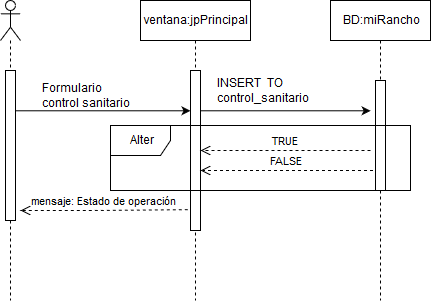 ventana:jpPrincipal
BD:miRancho
Formulario
control sanitario
INSERT TO
control_sanitario
Alter
TRUE
FALSE
mensaje: Estado de operación